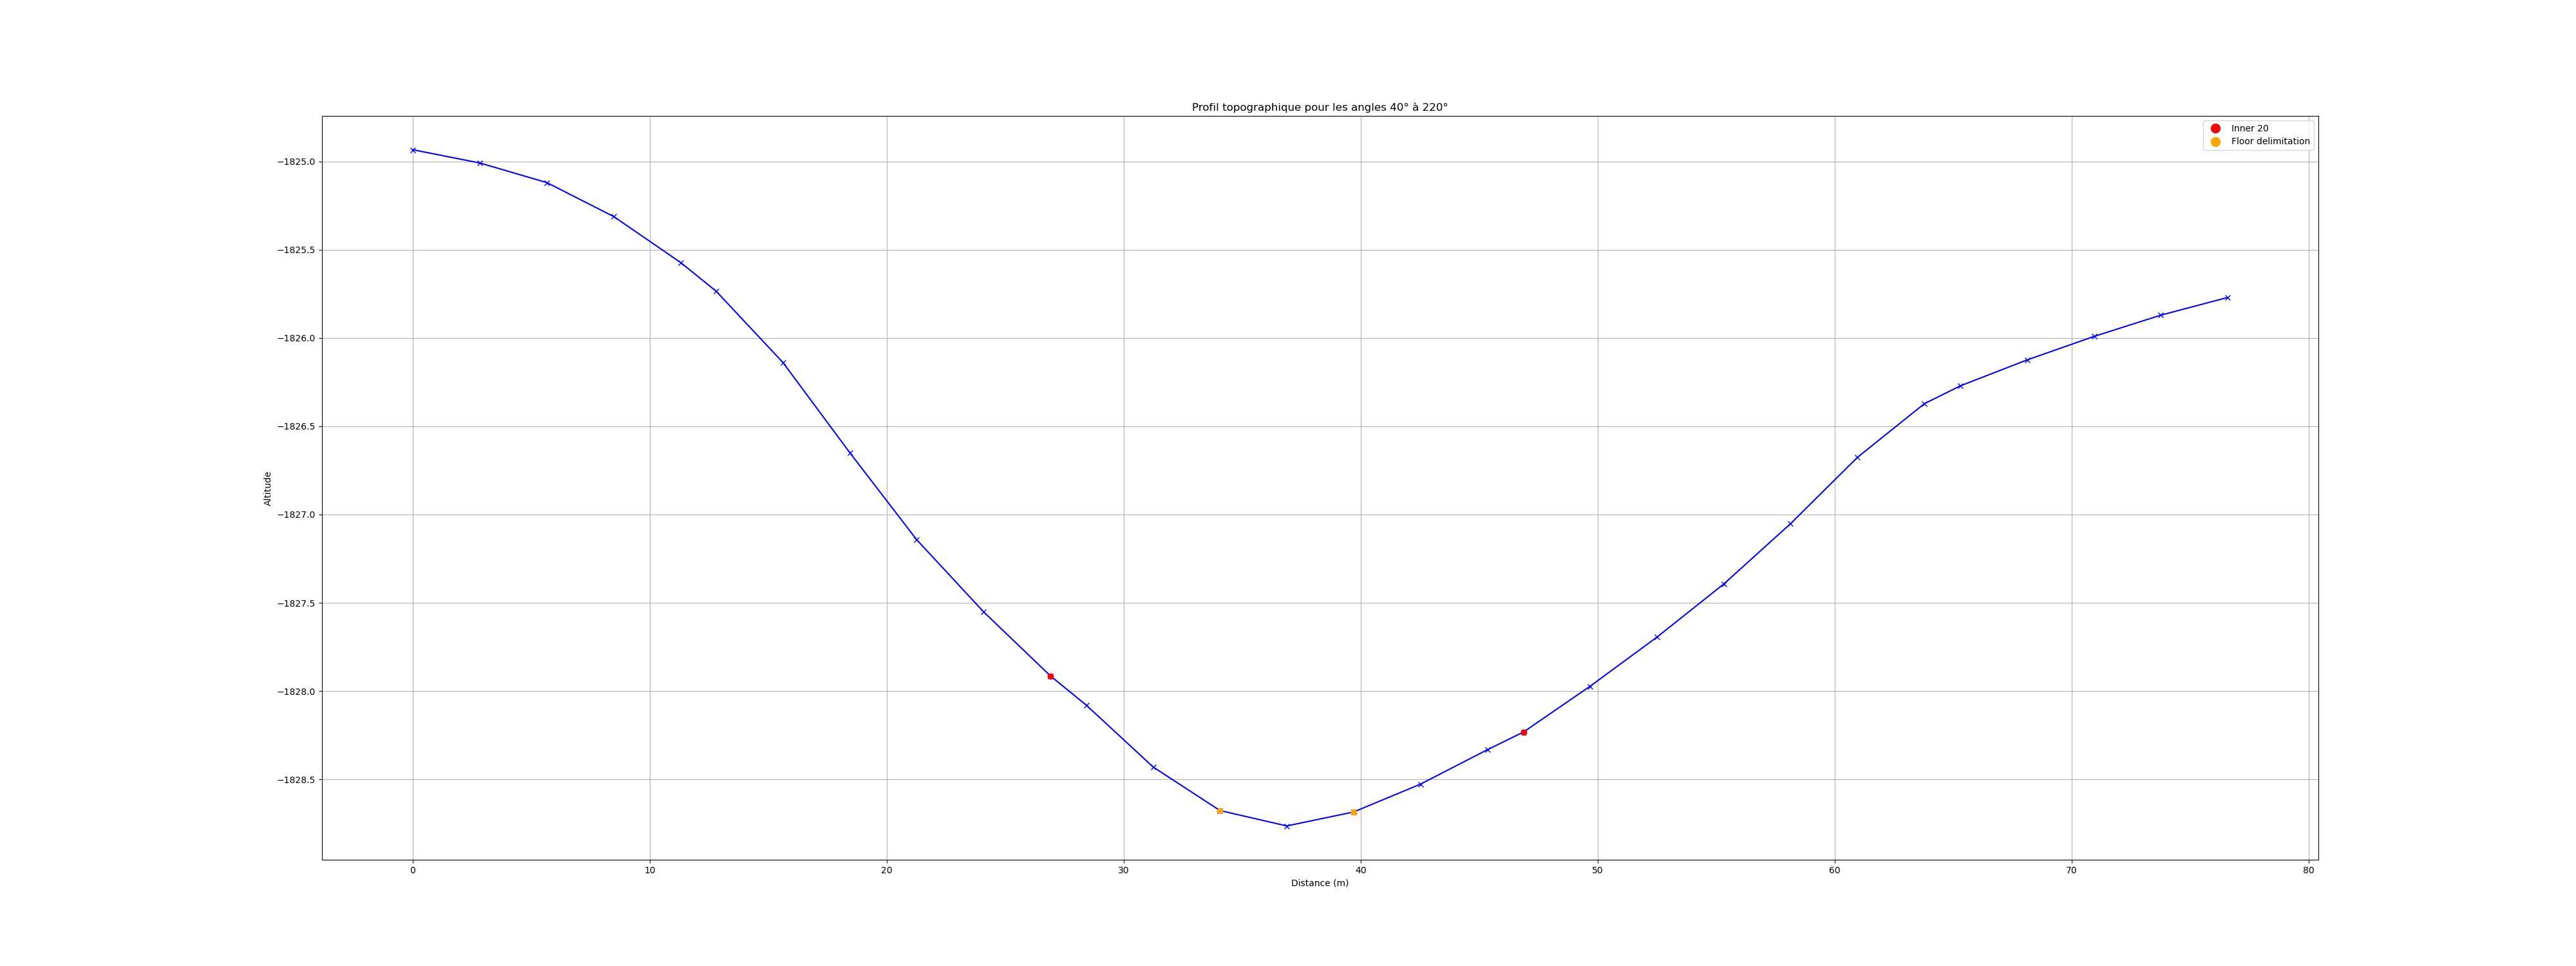 Profil topographique pour les angles 40° à 220°
Inner 20
Floor delimitation
−1825.0
−1825.5
−1826.0
−1826.5
−1827.0
−1827.5
−1828.0
−1828.5
Altitude
0 10 20 30 40 50 60 70 80
Distance (m)